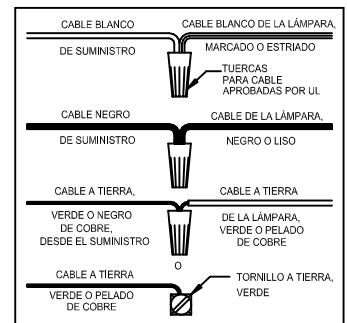 CABLE BLANCO
CABLE BLANCO DE LA LÁMPARA,
DE SUMINISTRO
MARCADO O ESTRIADO
TUERCAS
PARA CABLE
APROBADAS POR UL
CABLE NEGRO
CABLE DE LA LÁMPARA,
DE SUMINISTRO
NEGRO O LISO
CABLE A TIERRA,
CABLE A TIERRA
VERDE O NEGRO
DE COBRE,
DESDE EL SUMINISTRO
DE LA LÁMPARA,
VERDE O PELADO
DE COBRE
O
CABLE A TIERRA
VERDE O PELADO
DE COBRE
TORNILLO A TIERRA,
VERDE